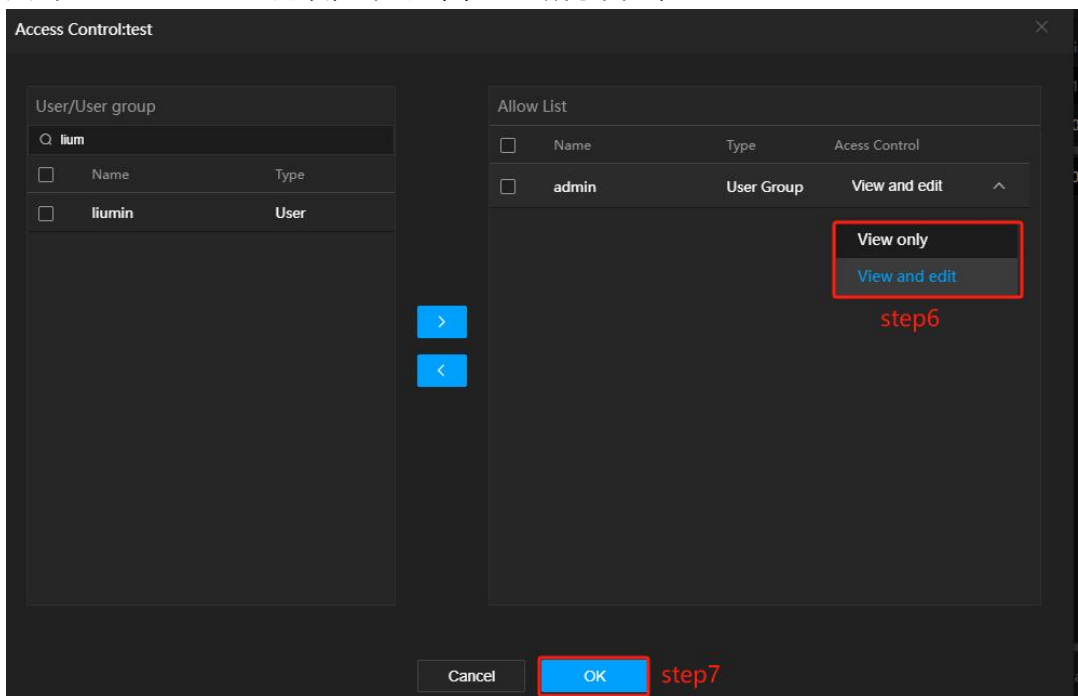 Access Control:test
User/User group
lium
Name Type
liumin User
Allow List
Name Type Acess Control
admin User Group View and edit
View only
View and edit
step6
Cancel OK step7